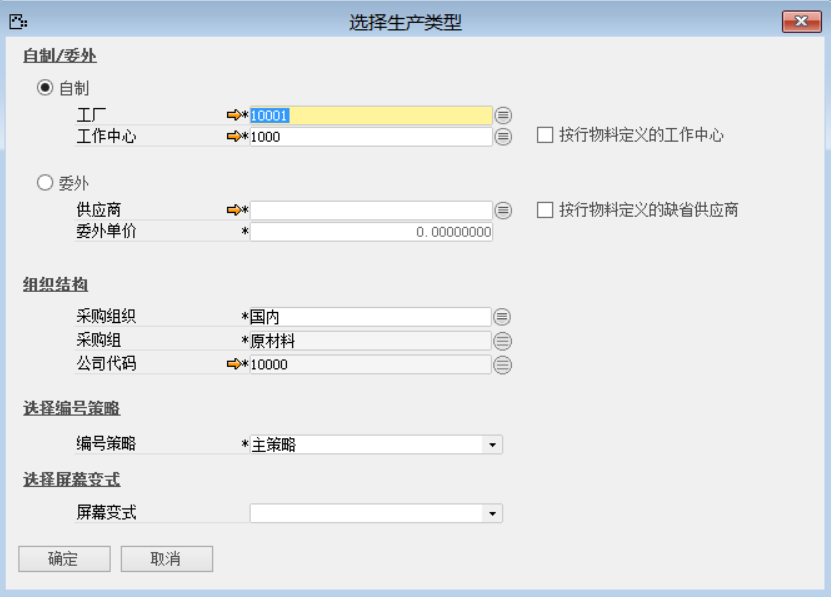 选择生产类型
自制/委外
自制
工厂 *10001
工作中心 *1000 按行物料定义的工作中心
委外
供应商 * 按行物料定义的缺省供应商
委外单价 * 0.00000000
组织结构
采购组织 *国内
采购组 *原材料
公司代码 *10000
选择编号策略
编号策略 *主策略
选择屏幕变式
屏幕变式
确定 取消